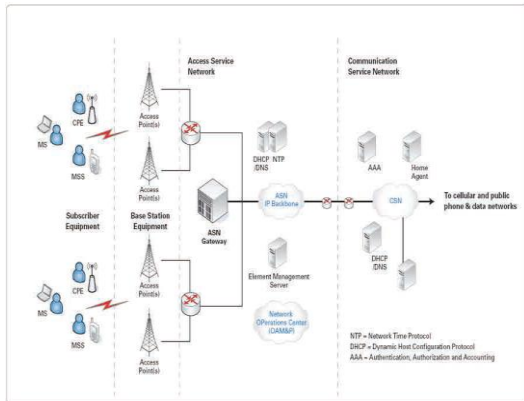 Access Service
Network
Communication
Service Network
CPE
MS
MSS
Access
Point(s)
Access
Point(s)
DHCP NTP
/DNS
AAA
Home
Agent
Subscriber
Equipment
Base Station
Equipment
ASN
Gateway
ASN
IP Backbone
CSN
To cellular and public
phone & data networks
DHCP
/DNS
Element Management
Server
CPE
MS
MSS
Access
Point(s)
Access
Point(s)
Network
OPerations Center
(OAM&P)
NTP = Network Time Protocol
DHCP = Dynamic Host Configuration Protocol
AAA = Authentication, Authorization and Accounting